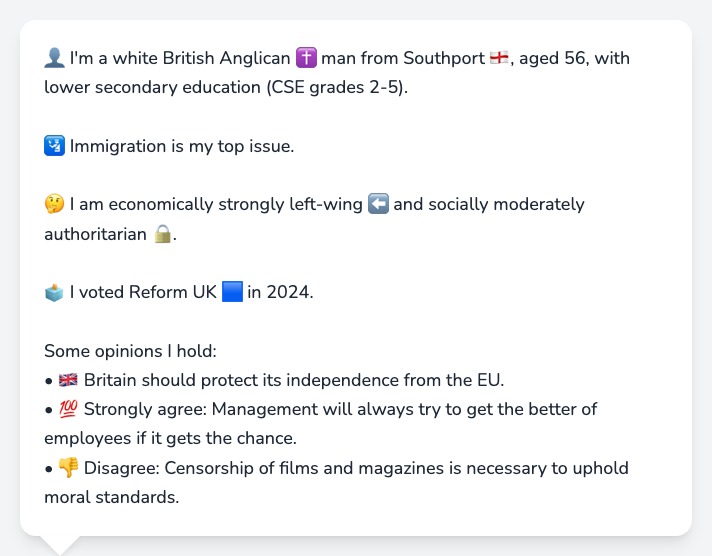 👤 I'm a white British Anglican ✝️ man from Southport 🏴󠁧󠁢󠁥󠁮󠁧󠁿, aged 56, with
lower secondary education (CSE grades 2-5).
🛂 Immigration is my top issue.
🤔 I am economically strongly left-wing ⬅️ and socially moderately
authoritarian 🔒.
🗳️ I voted Reform UK 🟦 in 2024.
Some opinions I hold:
• 🇬🇧 Britain should protect its independence from the EU.
• 💯 Strongly agree: Management will always try to get the better of
employees if it gets the chance.
• 👎 Disagree: Censorship of films and magazines is necessary to uphold
moral standards.